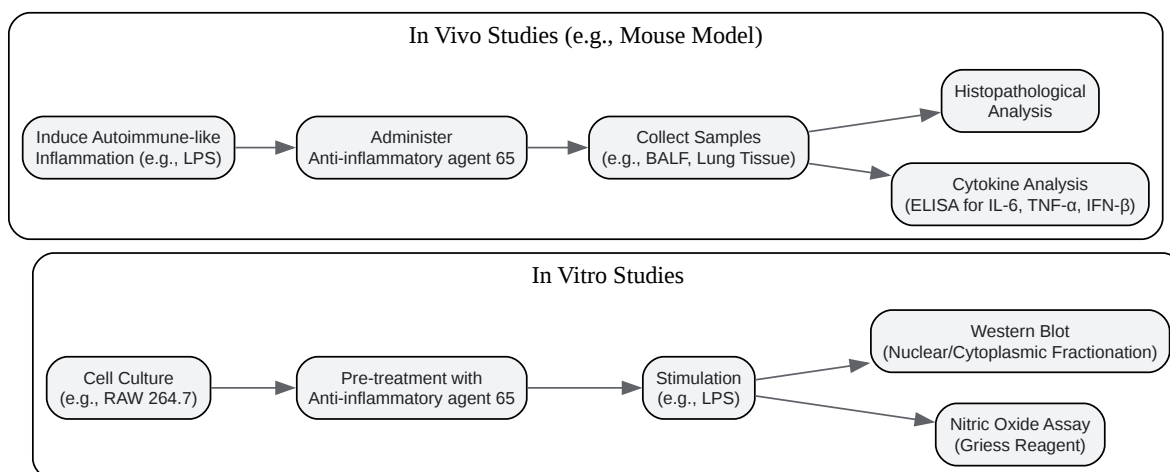 In Vivo Studies (e.g., Mouse Model)
Induce Autoimmune-like
Inflammation (e.g., LPS)
Administer
Anti-inflammatory agent 65
Collect Samples
(e.g., BALF, Lung Tissue)
Histopathological
Analysis
Cytokine Analysis
(ELISA for IL-6, TNF-α, IFN-β)
In Vitro Studies
Cell Culture
(e.g., RAW 264.7)
Pre-treatment with
Anti-inflammatory agent 65
Stimulation
(e.g., LPS)
Western Blot
(Nuclear/Cytoplasmic Fractionation)
Nitric Oxide Assay
(Griess Reagent)